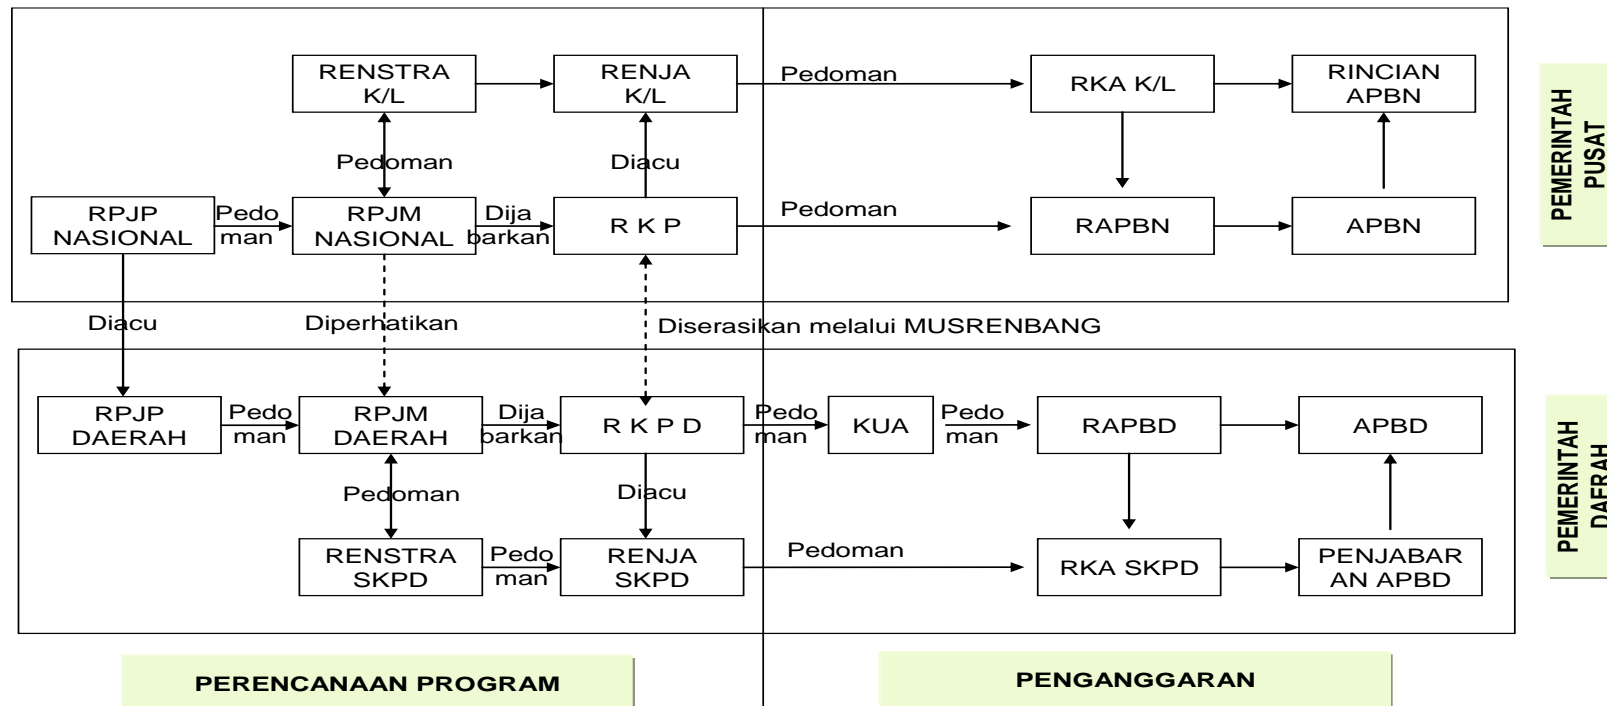 RENSTRA
K/L
RENJA
K/L
Pedoman
RKA K/L
RINCIAN
APBN
Pedoman
Diacu
RPJP
NASIONAL
Pedo
man
RPJM
NASIONAL
Dija
barkan
R K P
Pedoman
RAPBN
APBN
PEMERINTAH
PUSAT
Diacu
Diperhatikan
Diserasikan melalui MUSRENBANG
RPJP
DAERAH
Pedo
man
RPJM
DAERAH
Dija
barkan
R K P D
Pedo
man
KUA
Pedo
man
RAPBD
APBD
Pedoman
Diacu
RENSTRA
SKPD
Pedo
man
RENJA
SKPD
Pedoman
RKA SKPD
PENJABAR
AN APBD
PEMERINTAH
DAERAH
PERENCANAAN PROGRAM
PENGANGGARAN